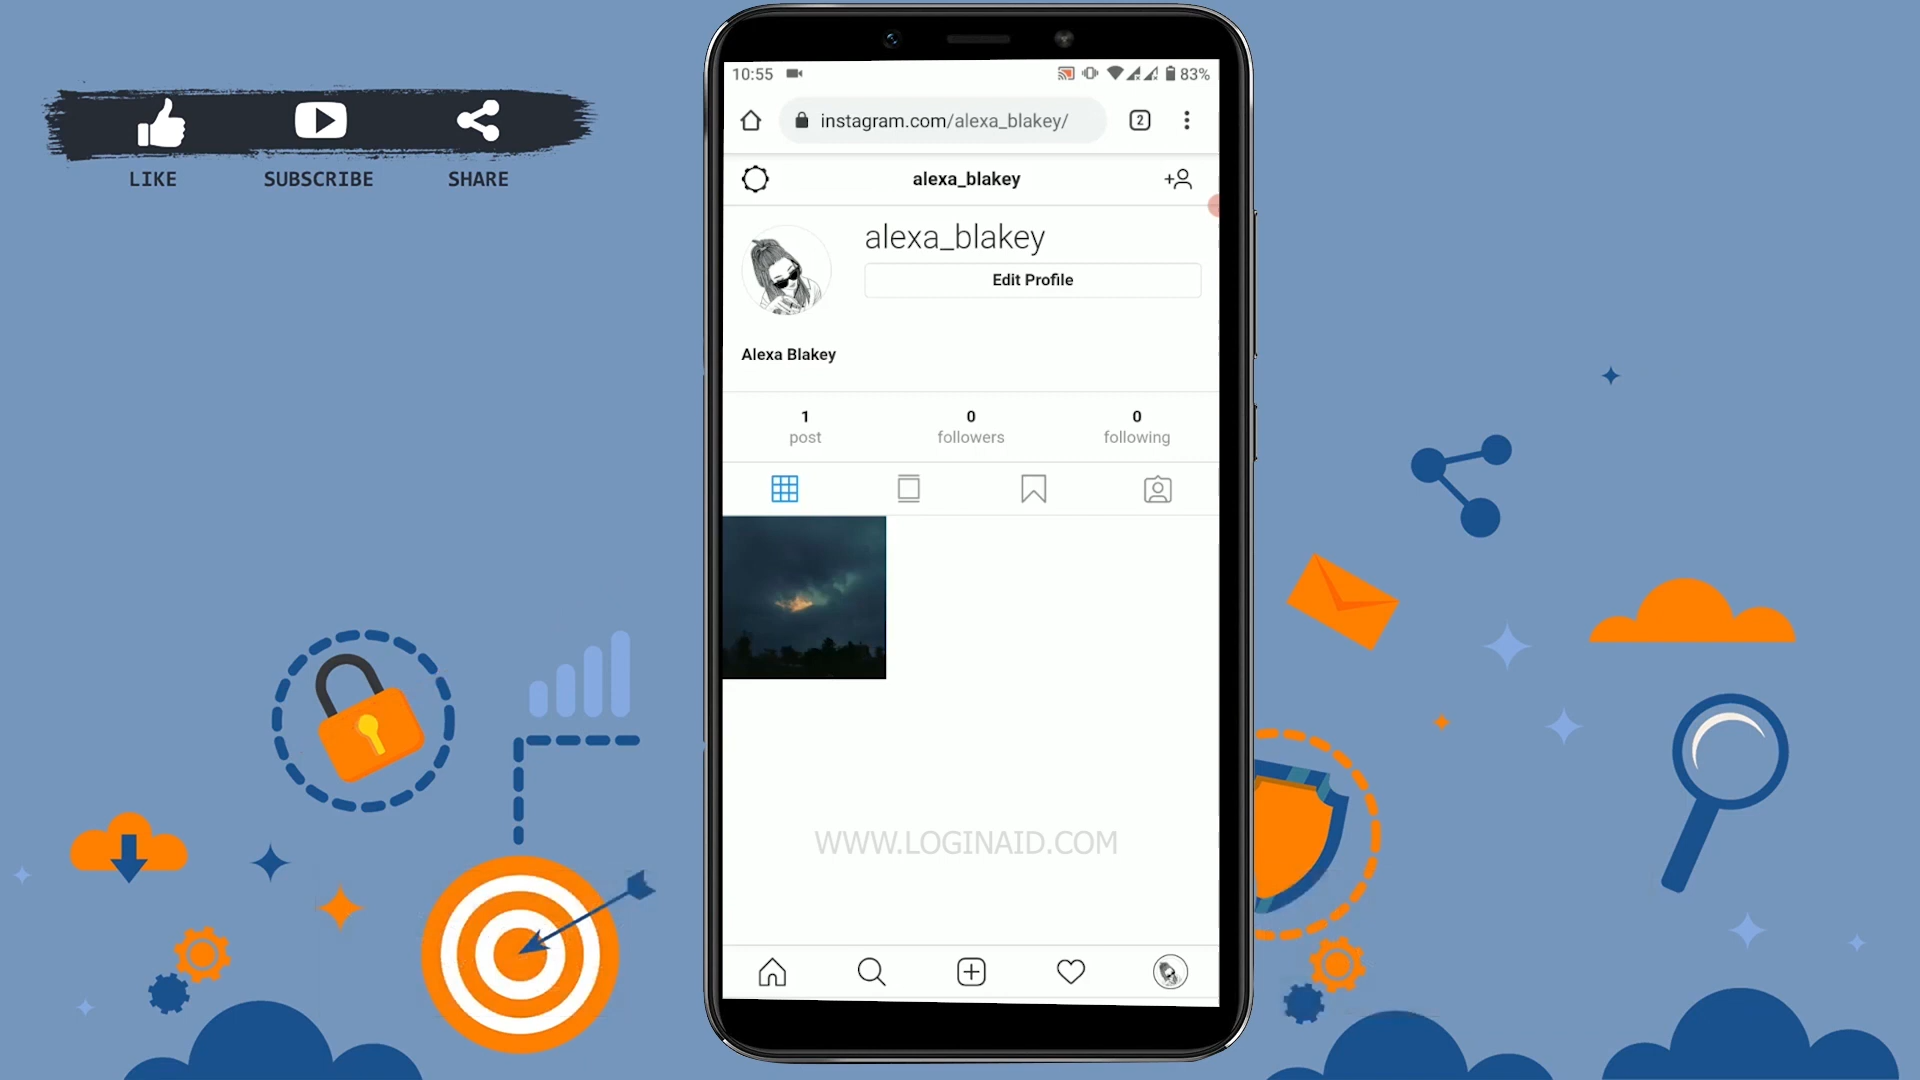 LIKE
SUBSCRIBE
SHARE
10:55
83%
instagram.com/alexa_blakey/
2
alexa_blakey
alexa_blakey
Edit Profile
Alexa Blakey
1
post
0
followers
0
following
WWW.LOGINAID.COM